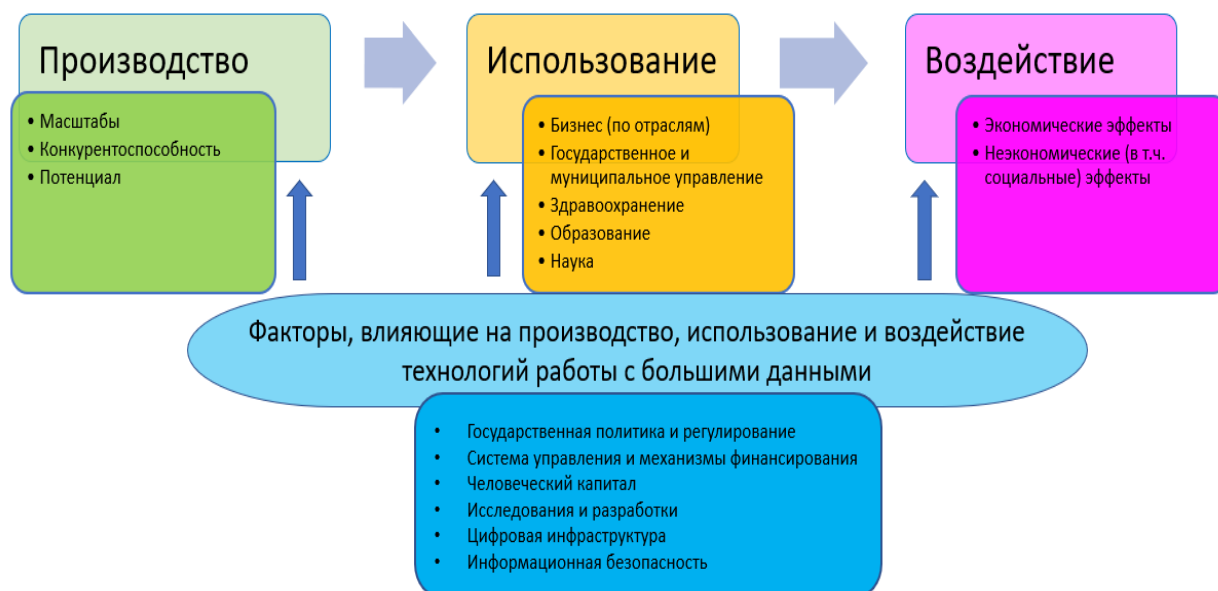 Производство
• Масштабы
• Конкурентоспособность
• Потенциал
Использование
• Бизнес (по отраслям)
• Государственное и
муниципальное управление
• Здравоохранение
• Образование
• Наука
Воздействие
• Экономические эффекты
• Неэкономические (в т.ч.
социальные) эффекты
Факторы, влияющие на производство, использование и воздействие
технологий работы с большими данными
• Государственная политика и регулирование
• Система управления и механизмы финансирования
• Человеческий капитал
• Исследования и разработки
• Цифровая инфраструктура
• Информационная безопасность